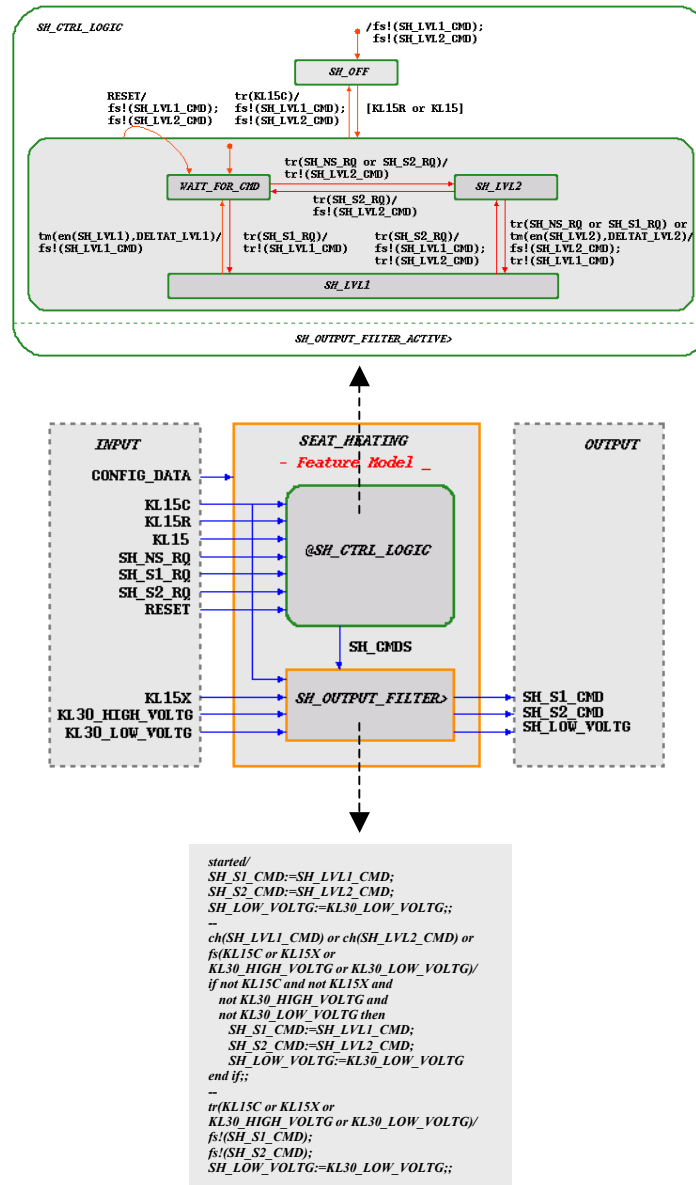 SH_CTRL_LOGIC
/fs!(SH_LVL1_CMD);
fs!(SH_LVL2_CMD)
SH_OFF
RESET/
fs!(SH_LVL1_CMD);
fs!(SH_LVL2_CMD)
tr(KL15C)/
fs!(SH_LVL1_CMD);
fs!(SH_LVL2_CMD)
[KL15R or KL15]
WAIT_FOR_CMD
tr(SH_NS_RQ or SH_S2_RQ)/
tr!(SH_LVL2_CMD)
tr(SH_S2_RQ)/
fs!(SH_LVL2_CMD)
SH_LVL2
tm(en(SH_LVL1),DELTAT_LVL1)/
fs!(SH_LVL1_CMD)
tr(SH_S1_RQ)/
tr!(SH_LVL1_CMD)
tr(SH_S2_RQ)/
fs!(SH_LVL1_CMD);
tr!(SH_LVL2_CMD)
tr(SH_NS_RQ or SH_S1_RQ) or
tm(en(SH_LVL2),DELTAT_LVL2)/
fs!(SH_LVL2_CMD);
tr!(SH_LVL1_CMD)
SH_LVL1
SH_OUTPUT_FILTER_ACTIVE>
INPUT
SEAT_HEATING
OUTPUT
- Feature Model _
CONFIG_DATA
KL15C
KL15R
KL15
SH_NS_RQ
SH_S1_RQ
SH_S2_RQ
RESET
@SH_CTRL_LOGIC
SH_CMDS
KL15X
KL30_HIGH_VOLTG
KL30_LOW_VOLTG
SH_OUTPUT_FILTER>
SH_S1_CMD
SH_S2_CMD
SH_LOW_VOLTG
started/
SH_S1_CMD:=SH_LVL1_CMD;
SH_S2_CMD:=SH_LVL2_CMD;
SH_LOW_VOLTG:=KL30_LOW_VOLTG;;
--
ch(SH_LVL1_CMD) or ch(SH_LVL2_CMD) or
fs(KL15C or KL15X or
KL30_HIGH_VOLTG or KL30_LOW_VOLTG)/
if not KL15C and not KL15X and
not KL30_HIGH_VOLTG and
not KL30_LOW_VOLTG then
SH_S1_CMD:=SH_LVL1_CMD;
SH_S2_CMD:=SH_LVL2_CMD;
SH_LOW_VOLTG:=KL30_LOW_VOLTG
end if;;
--
tr(KL15C or KL15X or
KL30_HIGH_VOLTG or KL30_LOW_VOLTG)/
fs!(SH_S1_CMD);
fs!(SH_S2_CMD);
SH_LOW_VOLTG:=KL30_LOW_VOLTG;;